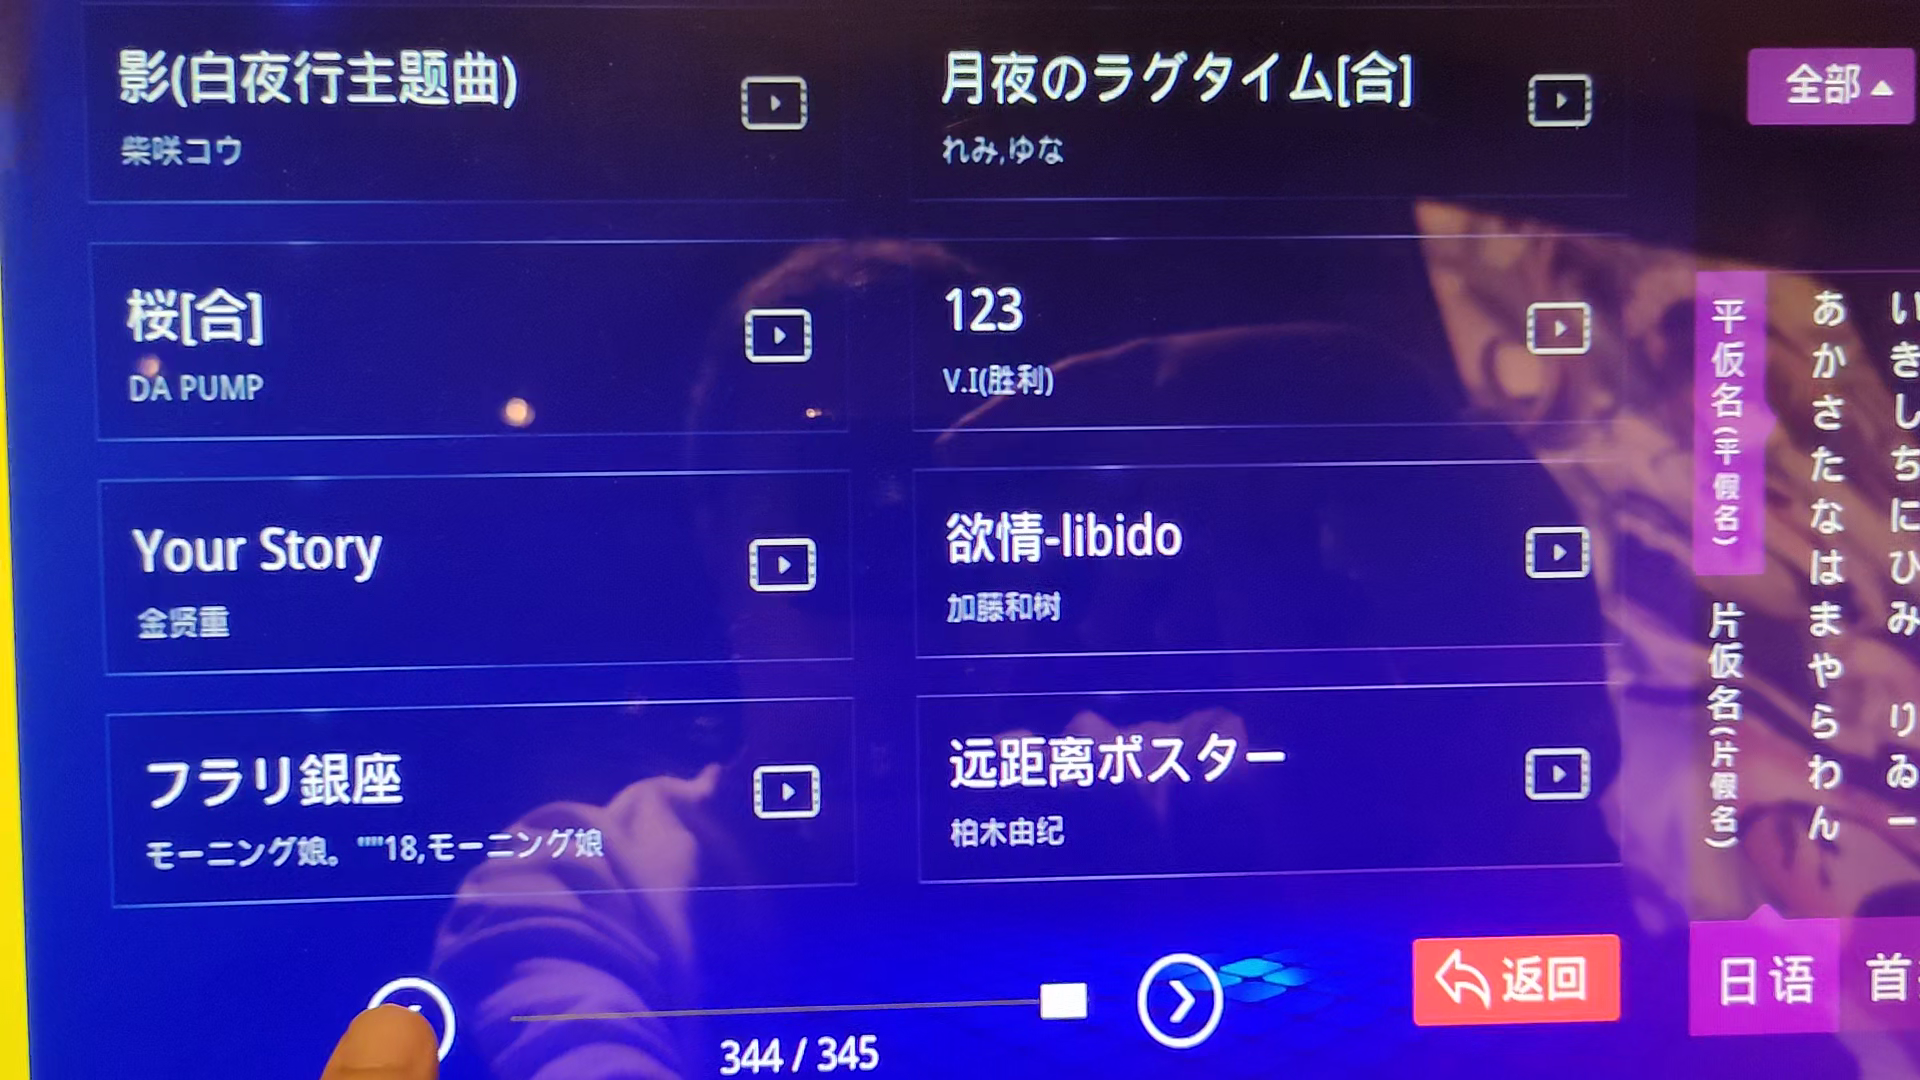 影(白夜行主题曲)
柴咲コウ
月夜のラグタイム[合]
れみ,ゆな
桜[合]
DA PUMP
123
V.I(胜利)
Your Story
金贤重
欲情-libido
加藤和树
フラリ銀座
モーニング娘。""18,モーニング娘
远距离ポスター
柏木由纪
344 / 345
返回
全部
平仮名(平假名)
片仮名(片假名)
あかさたなはまやらわん
いきしちにひみ りゐー
日语
首